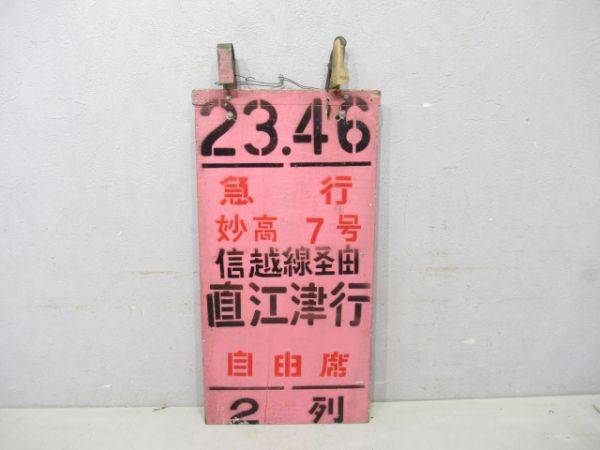 23.46
急行
妙高 7号
信越線圣由
直江津行
自由席
2列